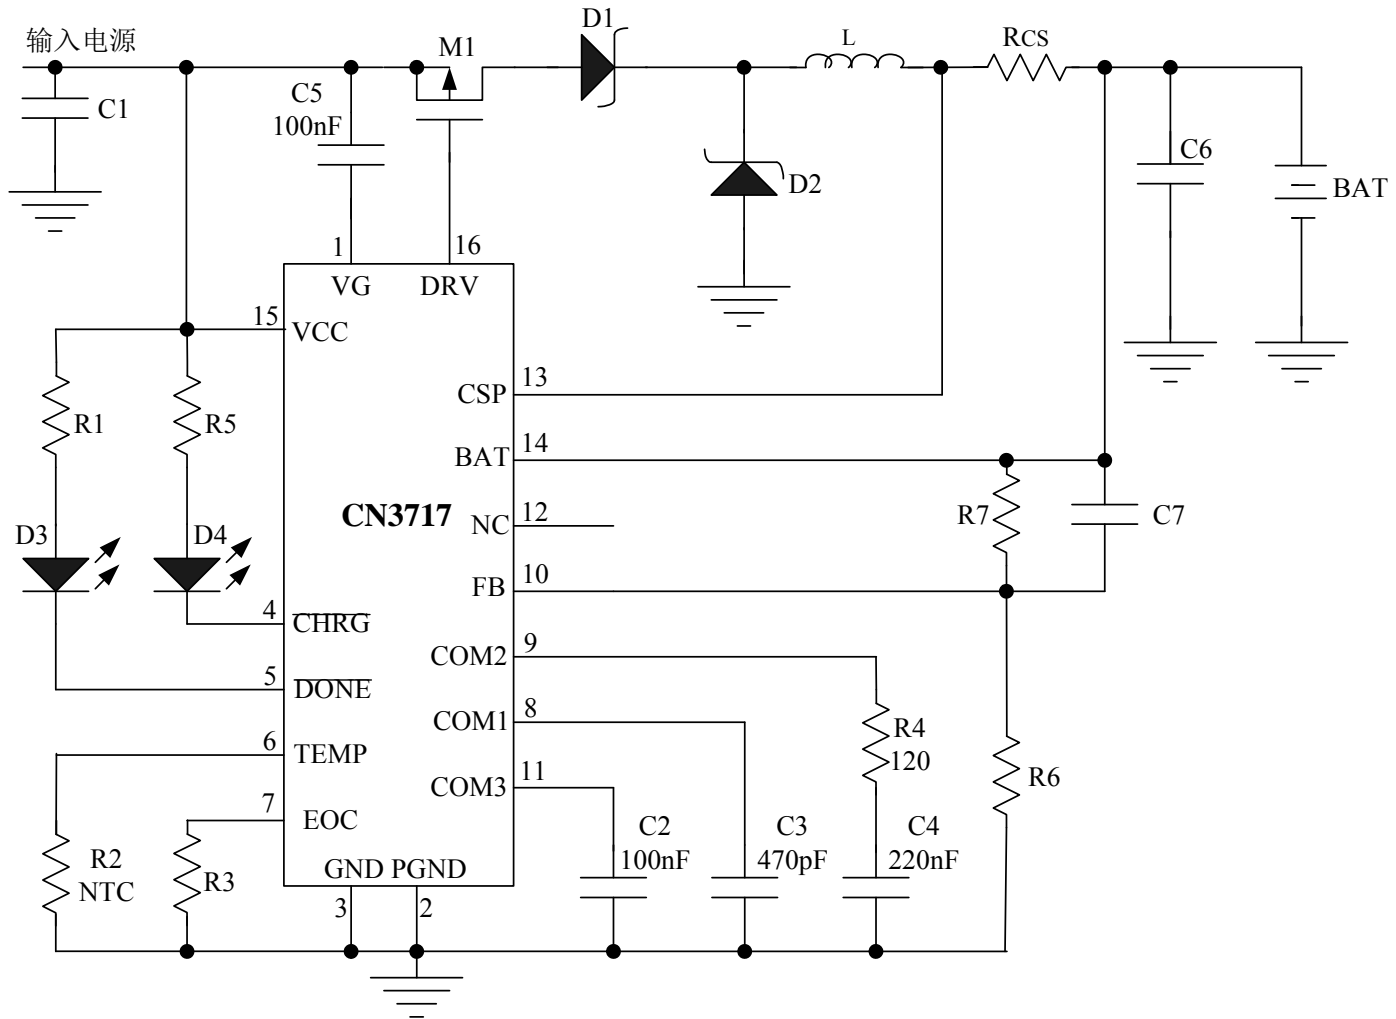 输入电源
C1
C5
100nF
M1
D1
L
RCS
D2
C6
BAT
1
16
VG
DRV
15
VCC
13
CSP
R1
R5
14
BAT
CN3717
12
NC
R7
C7
D3
D4
10
FB
4
CHRG
9
COM2
5
DONE
8
COM1
R4
120
6
TEMP
11
COM3
R6
7
EOC
C2
100nF
C3
470pF
C4
220nF
R2
NTC
R3
GND
PGND
3
2